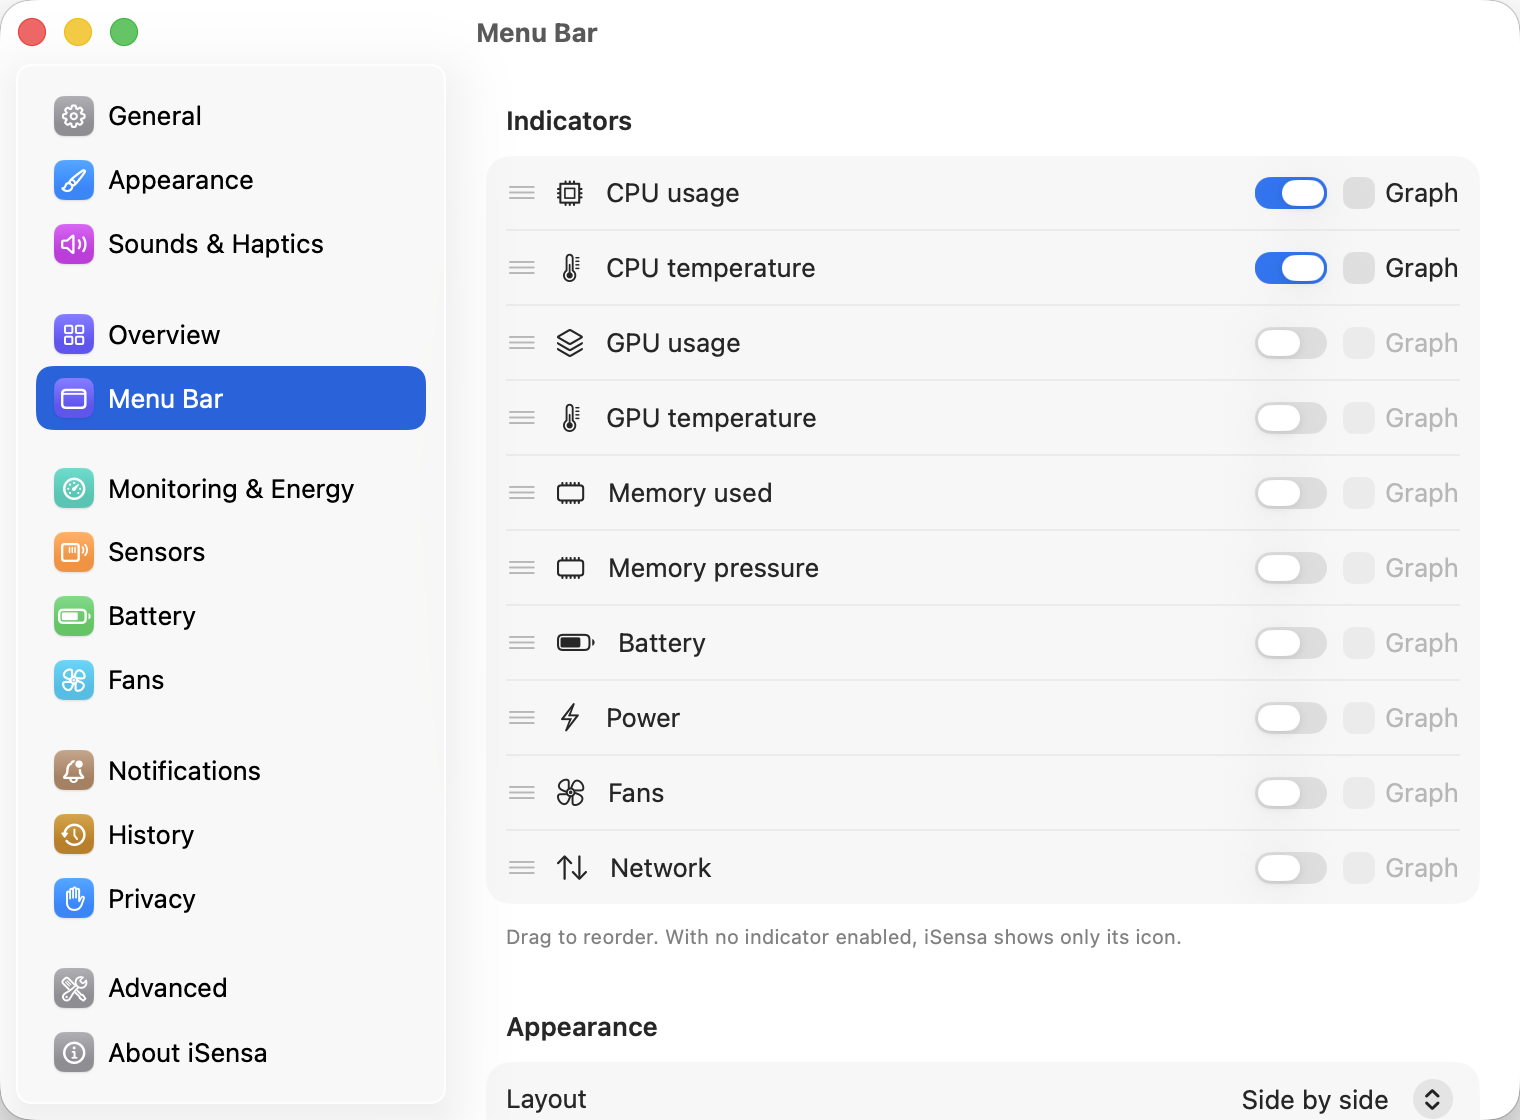 Menu Bar
General
Appearance
Sounds & Haptics
Overview
Menu Bar
Monitoring & Energy
Sensors
Battery
Fans
Notifications
History
Privacy
Advanced
About iSensa
Indicators
CPU usage Graph
CPU temperature Graph
GPU usage Graph
GPU temperature Graph
Memory used Graph
Memory pressure Graph
Battery Graph
Power Graph
Fans Graph
Network Graph
Drag to reorder. With no indicator enabled, iSensa shows only its icon.
Appearance
Layout Side by side